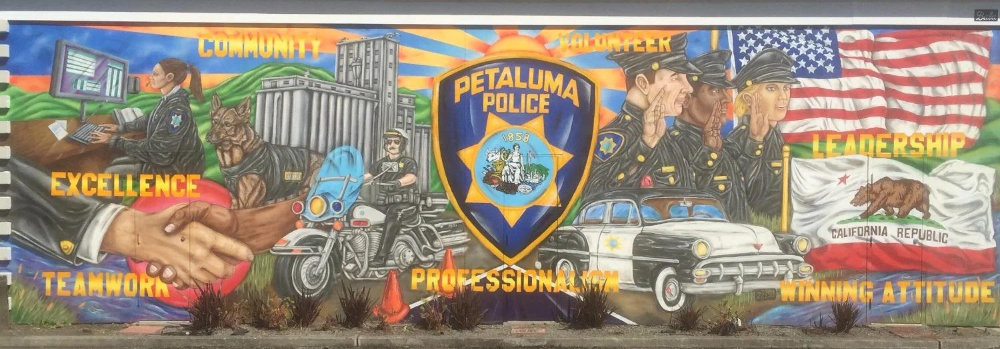 COMMUNITY
VOLUNTEER
PETALUMA
POLICE
1858
LEADERSHIP
EXCELLENCE
CALIFORNIA REPUBLIC
TEAMWORK
PROFESSIONALISM
WINNING ATTITUDE